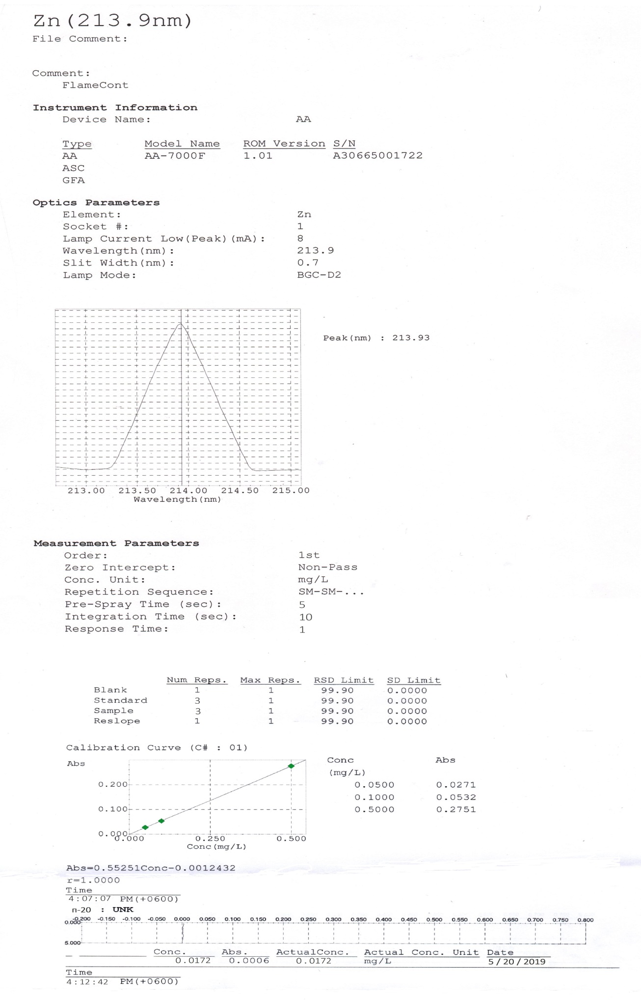 Zn(213.9nm)
File Comment:
Comment:
FlameCont
Instrument Information
Device Name: AA
Type Model Name ROM Version S/N
AA AA-7000F 1.01 A30665001722
ASC
GFA
Optics Parameters
Element: Zn
Socket #: 1
Lamp Current Low(Peak)(mA): 8
Wavelength(nm): 213.9
Slit Width(nm): 0.7
Lamp Mode: BGC-D2
Peak(nm) : 213.93
213.00 213.50 214.00 214.50 215.00
Wavelength(nm)
Measurement Parameters
Order: 1st
Zero Intercept: Non-Pass
Conc. Unit: mg/L
Repetition Sequence: SM-SM-...
Pre-Spray Time (sec): 5
Integration Time (sec): 10
Response Time: 1
Num Reps. Max Reps. RSD Limit SD Limit
Blank 1 1 99.90 0.0000
Standard 3 1 99.90 0.0000
Sample 3 1 99.90 0.0000
Reslope 1 1 99.90 0.0000
Calibration Curve (C# : 01)
Abs
0.200
0.100
0.000
0.000 0.250 0.500
Conc(mg/L)
Conc Abs
(mg/L)
0.0500 0.0271
0.1000 0.0532
0.5000 0.2751
Abs=0.55251Conc-0.0012432
r=1.0000
Time
4:07:07 PM(+0600)
п-20 : UNK
-0.200 -0.150 -0.100 -0.050 0.000 0.050 0.100 0.150 0.200 0.250 0.300 0.350 0.400 0.450 0.500 0.550 0.600 0.650 0.700 0.750 0.800
0.000
5.000
Conc. Abs. ActualConc. Actual Conc. Unit Date
0.0172 0.0006 0.0172 mg/L 5/20/2019
Time
4:12:42 PM(+0600)